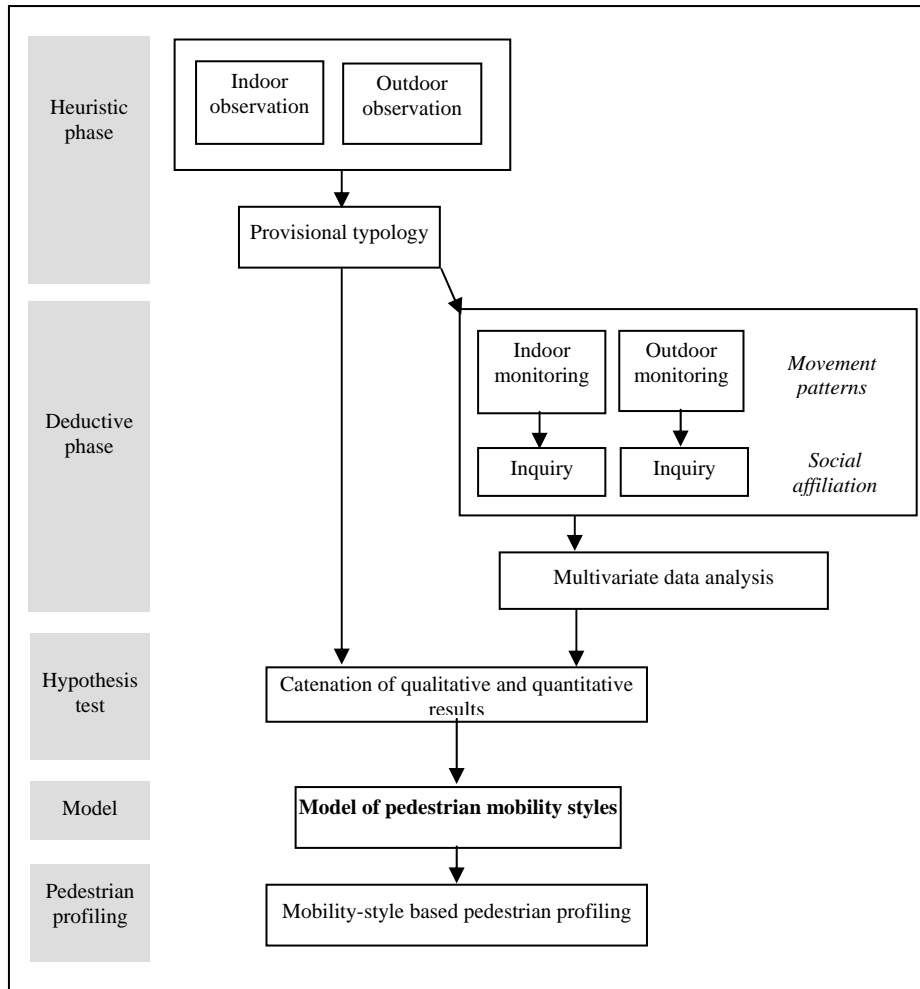 Heuristic
phase
Indoor
observation
Outdoor
observation
Provisional typology
Deductive
phase
Indoor
monitoring
Outdoor
monitoring
Movement
patterns
Inquiry
Inquiry
Social
affiliation
Multivariate data analysis
Hypothesis
test
Catenation of qualitative and quantitative
results
Model
Model of pedestrian mobility styles
Pedestrian
profiling
Mobility-style based pedestrian profiling